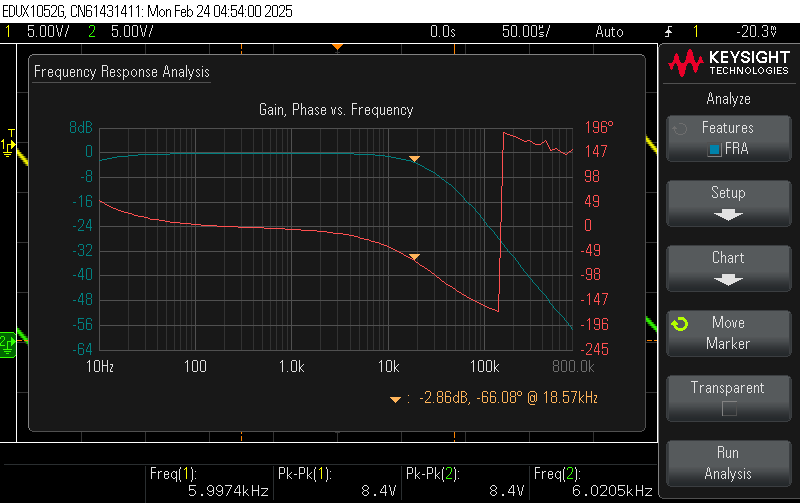 EDUX1052G, CN61431411: Mon Feb 24 04:54:00 2025
1 5.00V/ 2 5.00V/ 0.0s 50.00µs/ Auto 1 -20.3V
Frequency Response Analysis
Gain, Phase vs. Frequency
8dB 196°
0 147
-8 98
-16 49
-24 0
-32 -49
-40 -98
-48 -147
-56 -196
-64 -245
10Hz 100 1.0k 10k 100k 800.0k
: -2.86dB, -66.08° @ 18.57kHz
T
1
2
KEYSIGHT
TECHNOLOGIES
Analyze
Features
FRA
Setup
Chart
Move
Marker
Transparent
Run
Analysis
Freq(1): Pk-Pk(1): Pk-Pk(2): Freq(2):
5.9974kHz 8.4V 8.4V 6.0205kHz